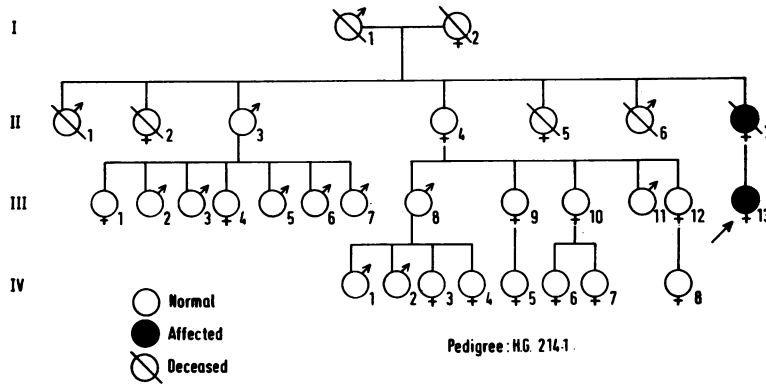 I 1 2
II 1 2 3 4 5 6 7
III 1 2 3 4 5 6 7 8 9 10 11 12 13
IV 1 2 3 4 5 6 7 8
Normal
Affected
Deceased
Pedigree: H.G. 214-1